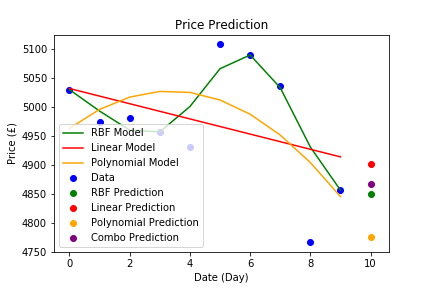 Price Prediction
Price (£)
5100
5050
5000
4950
4900
4850
4800
4750
RBF Model
Linear Model
Polynomial Model
Data
RBF Prediction
Linear Prediction
Polynomial Prediction
Combo Prediction
0 2 4 6 8 10
Date (Day)